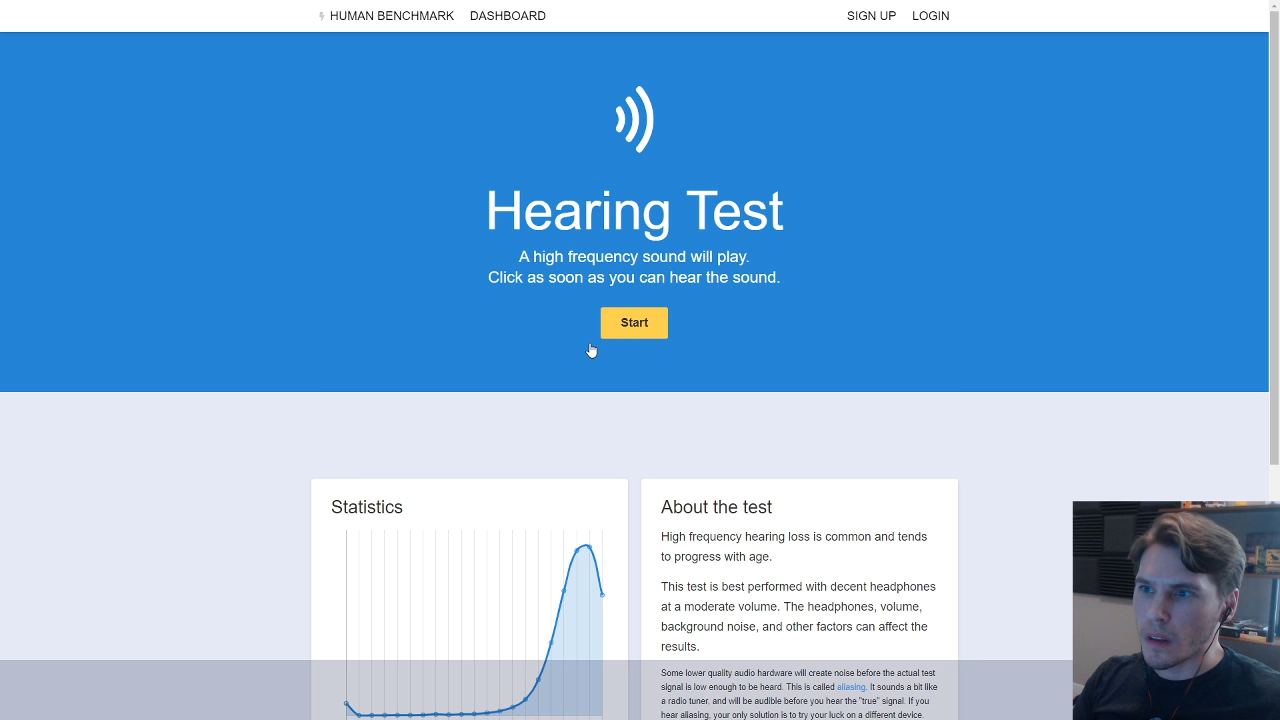 HUMAN BENCHMARK DASHBOARD SIGN UP LOGIN
Hearing Test
A high frequency sound will play.
Click as soon as you can hear the sound.
Start
Statistics
About the test
High frequency hearing loss is common and tends
to progress with age.
This test is best performed with decent headphones
at a moderate volume. The headphones, volume,
background noise, and other factors can affect the
results.
Some lower quality audio hardware will create noise before the actual test
signal is low enough to be heard. This is called aliasing. It sounds a bit like
a radio tuner, and will be audible before you hear the "true" signal. If you
hear aliasing, your only solution is to try your luck on a different device.